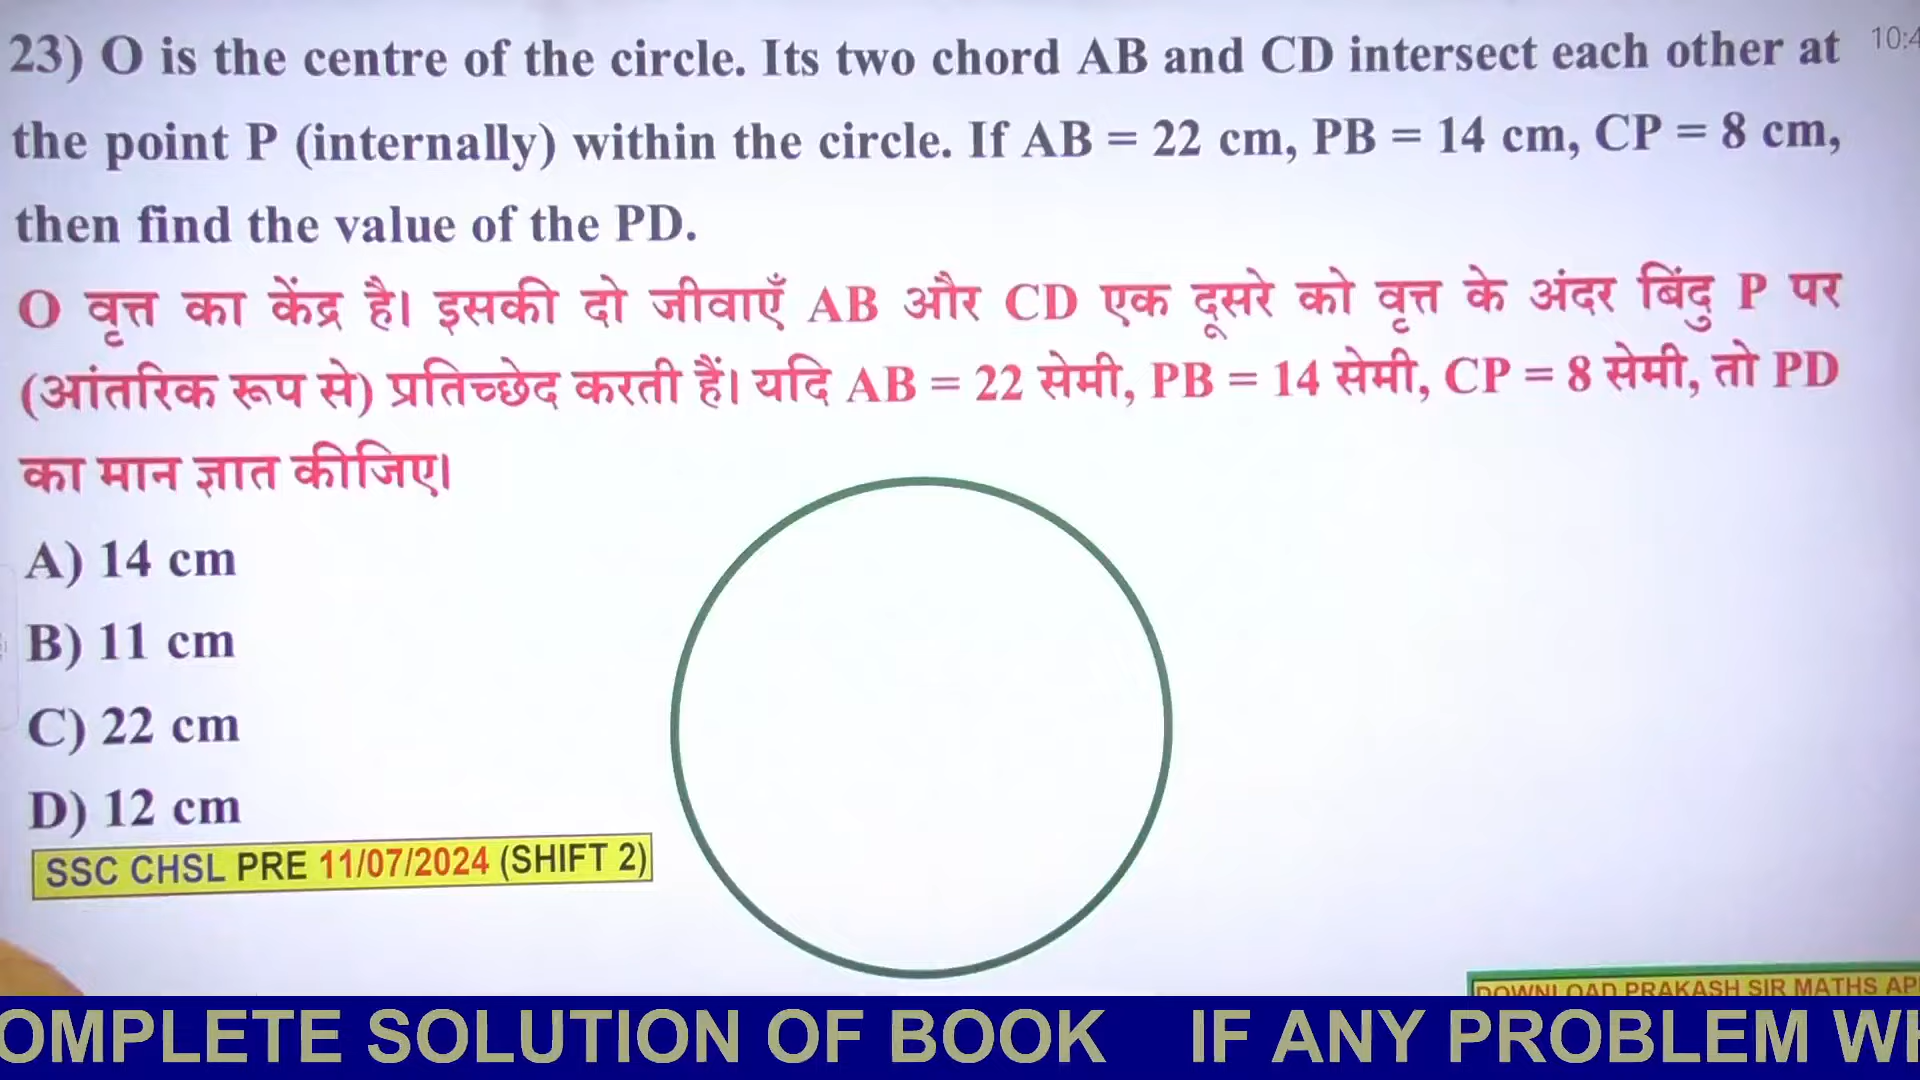 23) O is the centre of the circle. Its two chord AB and CD intersect each other at
10:4
the point P (internally) within the circle. If AB = 22 cm, PB = 14 cm, CP = 8 cm,
then find the value of the PD.
O वृत्त का केंद्र है। इसकी दो जीवाएँ AB और CD एक दूसरे को वृत्त के अंदर बिंदु P पर
(आंतरिक रूप से) प्रतिच्छेद करती हैं। यदि AB = 22 सेमी, PB = 14 सेमी, CP = 8 सेमी, तो PD
का मान ज्ञात कीजिए।
A) 14 cm
B) 11 cm
C) 22 cm
D) 12 cm
SSC CHSL PRE 11/07/2024 (SHIFT 2)
DOWNLOAD PRAKASH SIR MATHS AP
OMPLETE SOLUTION OF BOOK IF ANY PROBLEM WH